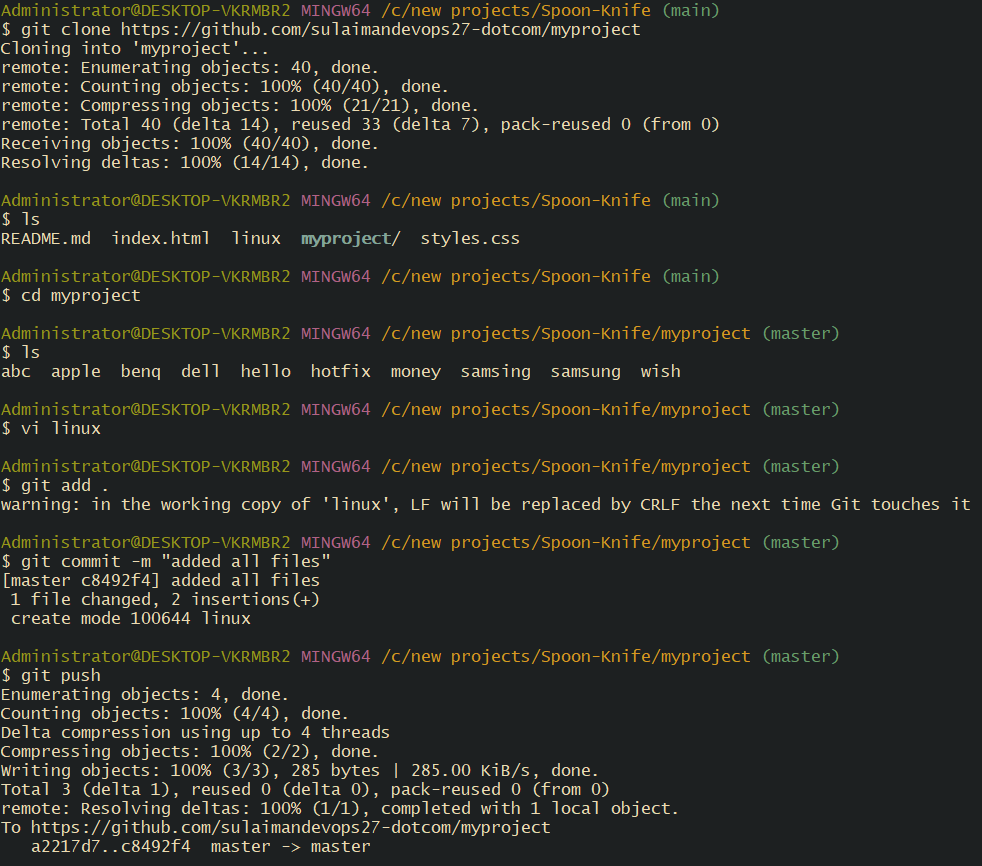 Administrator@DESKTOP-VKRMBR2 MINGW64 /c/new projects/Spoon-Knife (main)
$ git clone https://github.com/sulaimandevops27-dotcom/myproject
Cloning into 'myproject'...
remote: Enumerating objects: 40, done.
remote: Counting objects: 100% (40/40), done.
remote: Compressing objects: 100% (21/21), done.
remote: Total 40 (delta 14), reused 33 (delta 7), pack-reused 0 (from 0)
Receiving objects: 100% (40/40), done.
Resolving deltas: 100% (14/14), done.
Administrator@DESKTOP-VKRMBR2 MINGW64 /c/new projects/Spoon-Knife (main)
$ ls
README.md  index.html  linux  myproject/  styles.css
Administrator@DESKTOP-VKRMBR2 MINGW64 /c/new projects/Spoon-Knife (main)
$ cd myproject
Administrator@DESKTOP-VKRMBR2 MINGW64 /c/new projects/Spoon-Knife/myproject (master)
$ ls
abc  apple  benq  dell  hello  hotfix  money  samsing  samsung  wish
Administrator@DESKTOP-VKRMBR2 MINGW64 /c/new projects/Spoon-Knife/myproject (master)
$ vi linux
Administrator@DESKTOP-VKRMBR2 MINGW64 /c/new projects/Spoon-Knife/myproject (master)
$ git add .
warning: in the working copy of 'linux', LF will be replaced by CRLF the next time Git touches it
Administrator@DESKTOP-VKRMBR2 MINGW64 /c/new projects/Spoon-Knife/myproject (master)
$ git commit -m "added all files"
[master c8492f4] added all files
 1 file changed, 2 insertions(+)
 create mode 100644 linux
Administrator@DESKTOP-VKRMBR2 MINGW64 /c/new projects/Spoon-Knife/myproject (master)
$ git push
Enumerating objects: 4, done.
Counting objects: 100% (4/4), done.
Delta compression using up to 4 threads
Compressing objects: 100% (2/2), done.
Writing objects: 100% (3/3), 285 bytes | 285.00 KiB/s, done.
Total 3 (delta 1), reused 0 (delta 0), pack-reused 0 (from 0)
remote: Resolving deltas: 100% (1/1), completed with 1 local object.
To https://github.com/sulaimandevops27-dotcom/myproject
   a2217d7..c8492f4  master -> master